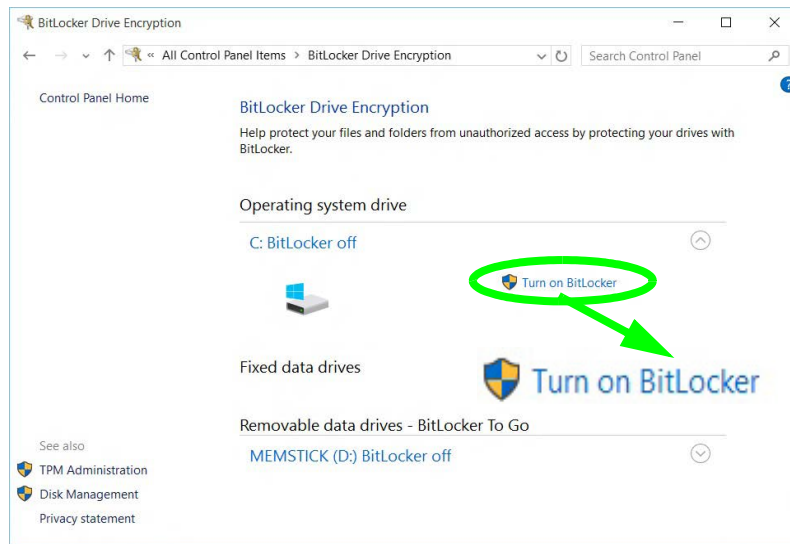 BitLocker Drive Encryption
« All Control Panel Items > BitLocker Drive Encryption
Search Control Panel
?
Control Panel Home
BitLocker Drive Encryption
Help protect your files and folders from unauthorized access by protecting your drives with
BitLocker.
Operating system drive
C: BitLocker off
Turn on BitLocker
Fixed data drives
Turn on BitLocker
Removable data drives - BitLocker To Go
MEMSTICK (D:) BitLocker off
See also
TPM Administration
Disk Management
Privacy statement